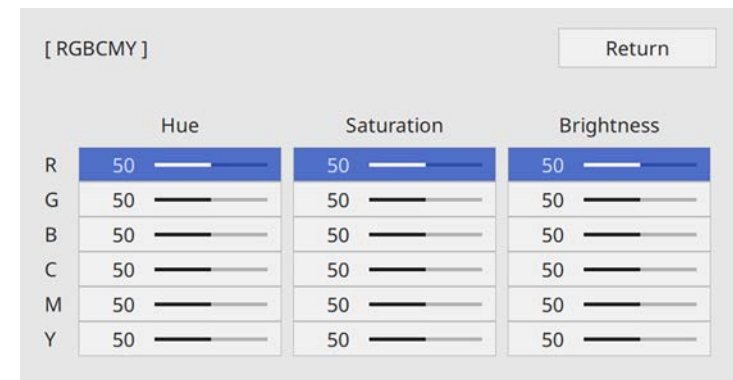 [ RGBCMY ] Return
Hue Saturation Brightness
R 50 50 50
G 50 50 50
B 50 50 50
C 50 50 50
M 50 50 50
Y 50 50 50